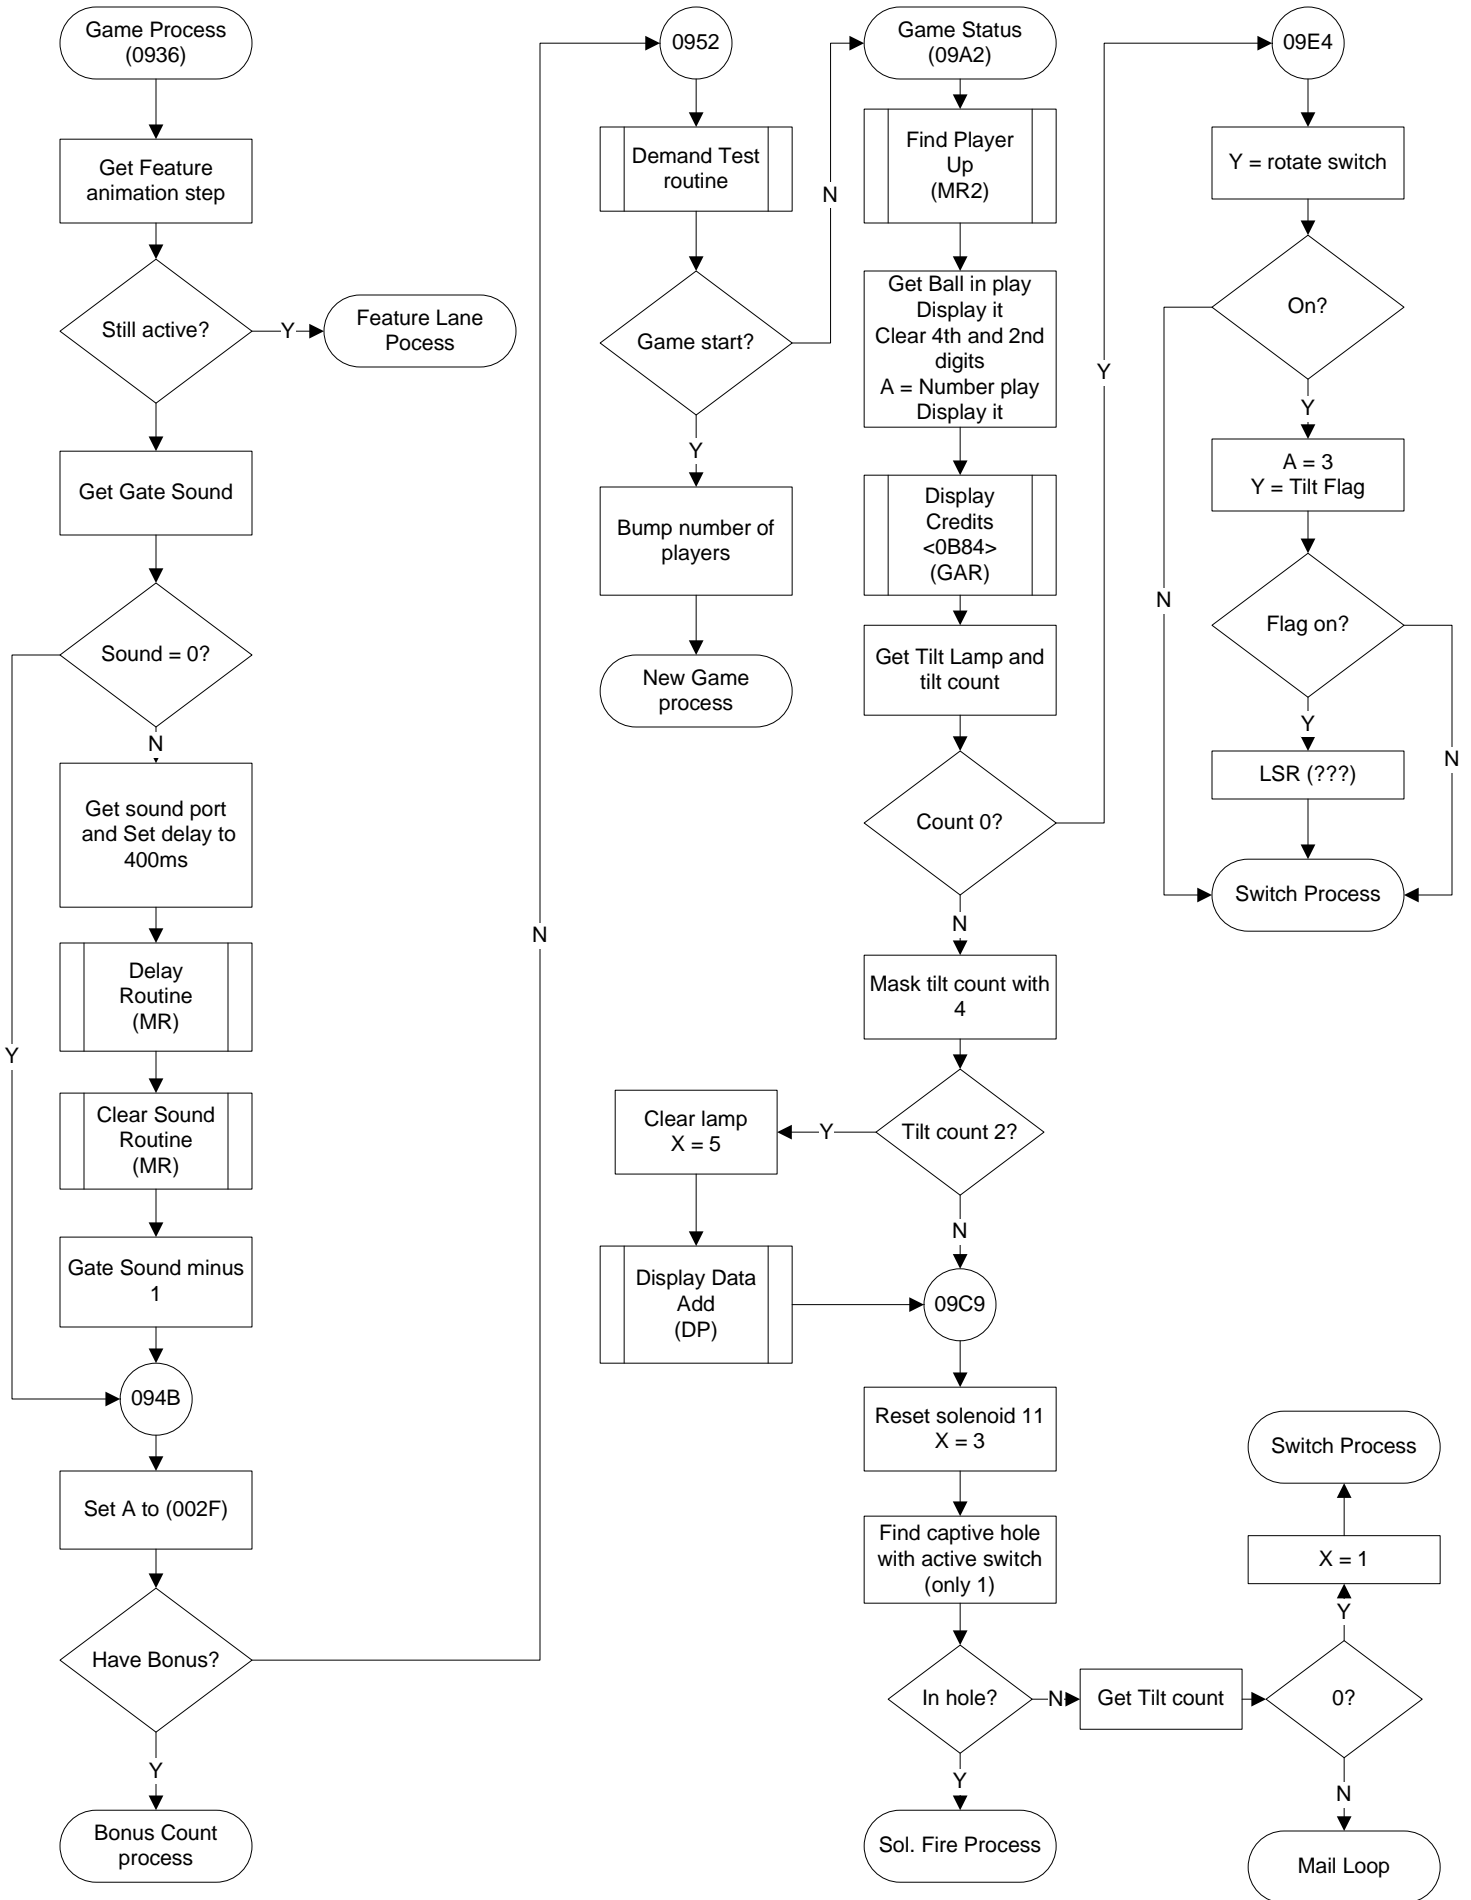 Game Process
(0936)
Get Feature
animation step
Still active?
Y
Feature Lane
Pocess
Get Gate Sound
Sound = 0?
N
Y
Get sound port
and Set delay to
400ms
Delay
Routine
(MR)
Clear Sound
Routine
(MR)
Gate Sound minus
1
094B
Set A to (002F)
Have Bonus?
N
Y
Bonus Count
process
0952
Demand Test
routine
Game start?
N
Y
Bump number of
players
New Game
process
Game Status
(09A2)
Find Player
Up
(MR2)
Get Ball in play
Display it
Clear 4th and 2nd
digits
A = Number play
Display it
Display
Credits
<0B84>
(GAR)
Get Tilt Lamp and
tilt count
Count 0?
Y
N
Mask tilt count with
4
Tilt count 2?
Y
Clear lamp
X = 5
Display Data
Add
(DP)
N
09C9
Reset solenoid 11
X = 3
Find captive hole
with active switch
(only 1)
In hole?
N
Get Tilt count
0?
Y
X = 1
Switch Process
N
Mail Loop
Y
Sol. Fire Process
09E4
Y = rotate switch
On?
N
Y
A = 3
Y = Tilt Flag
Flag on?
Y
N
LSR (???)
Switch Process